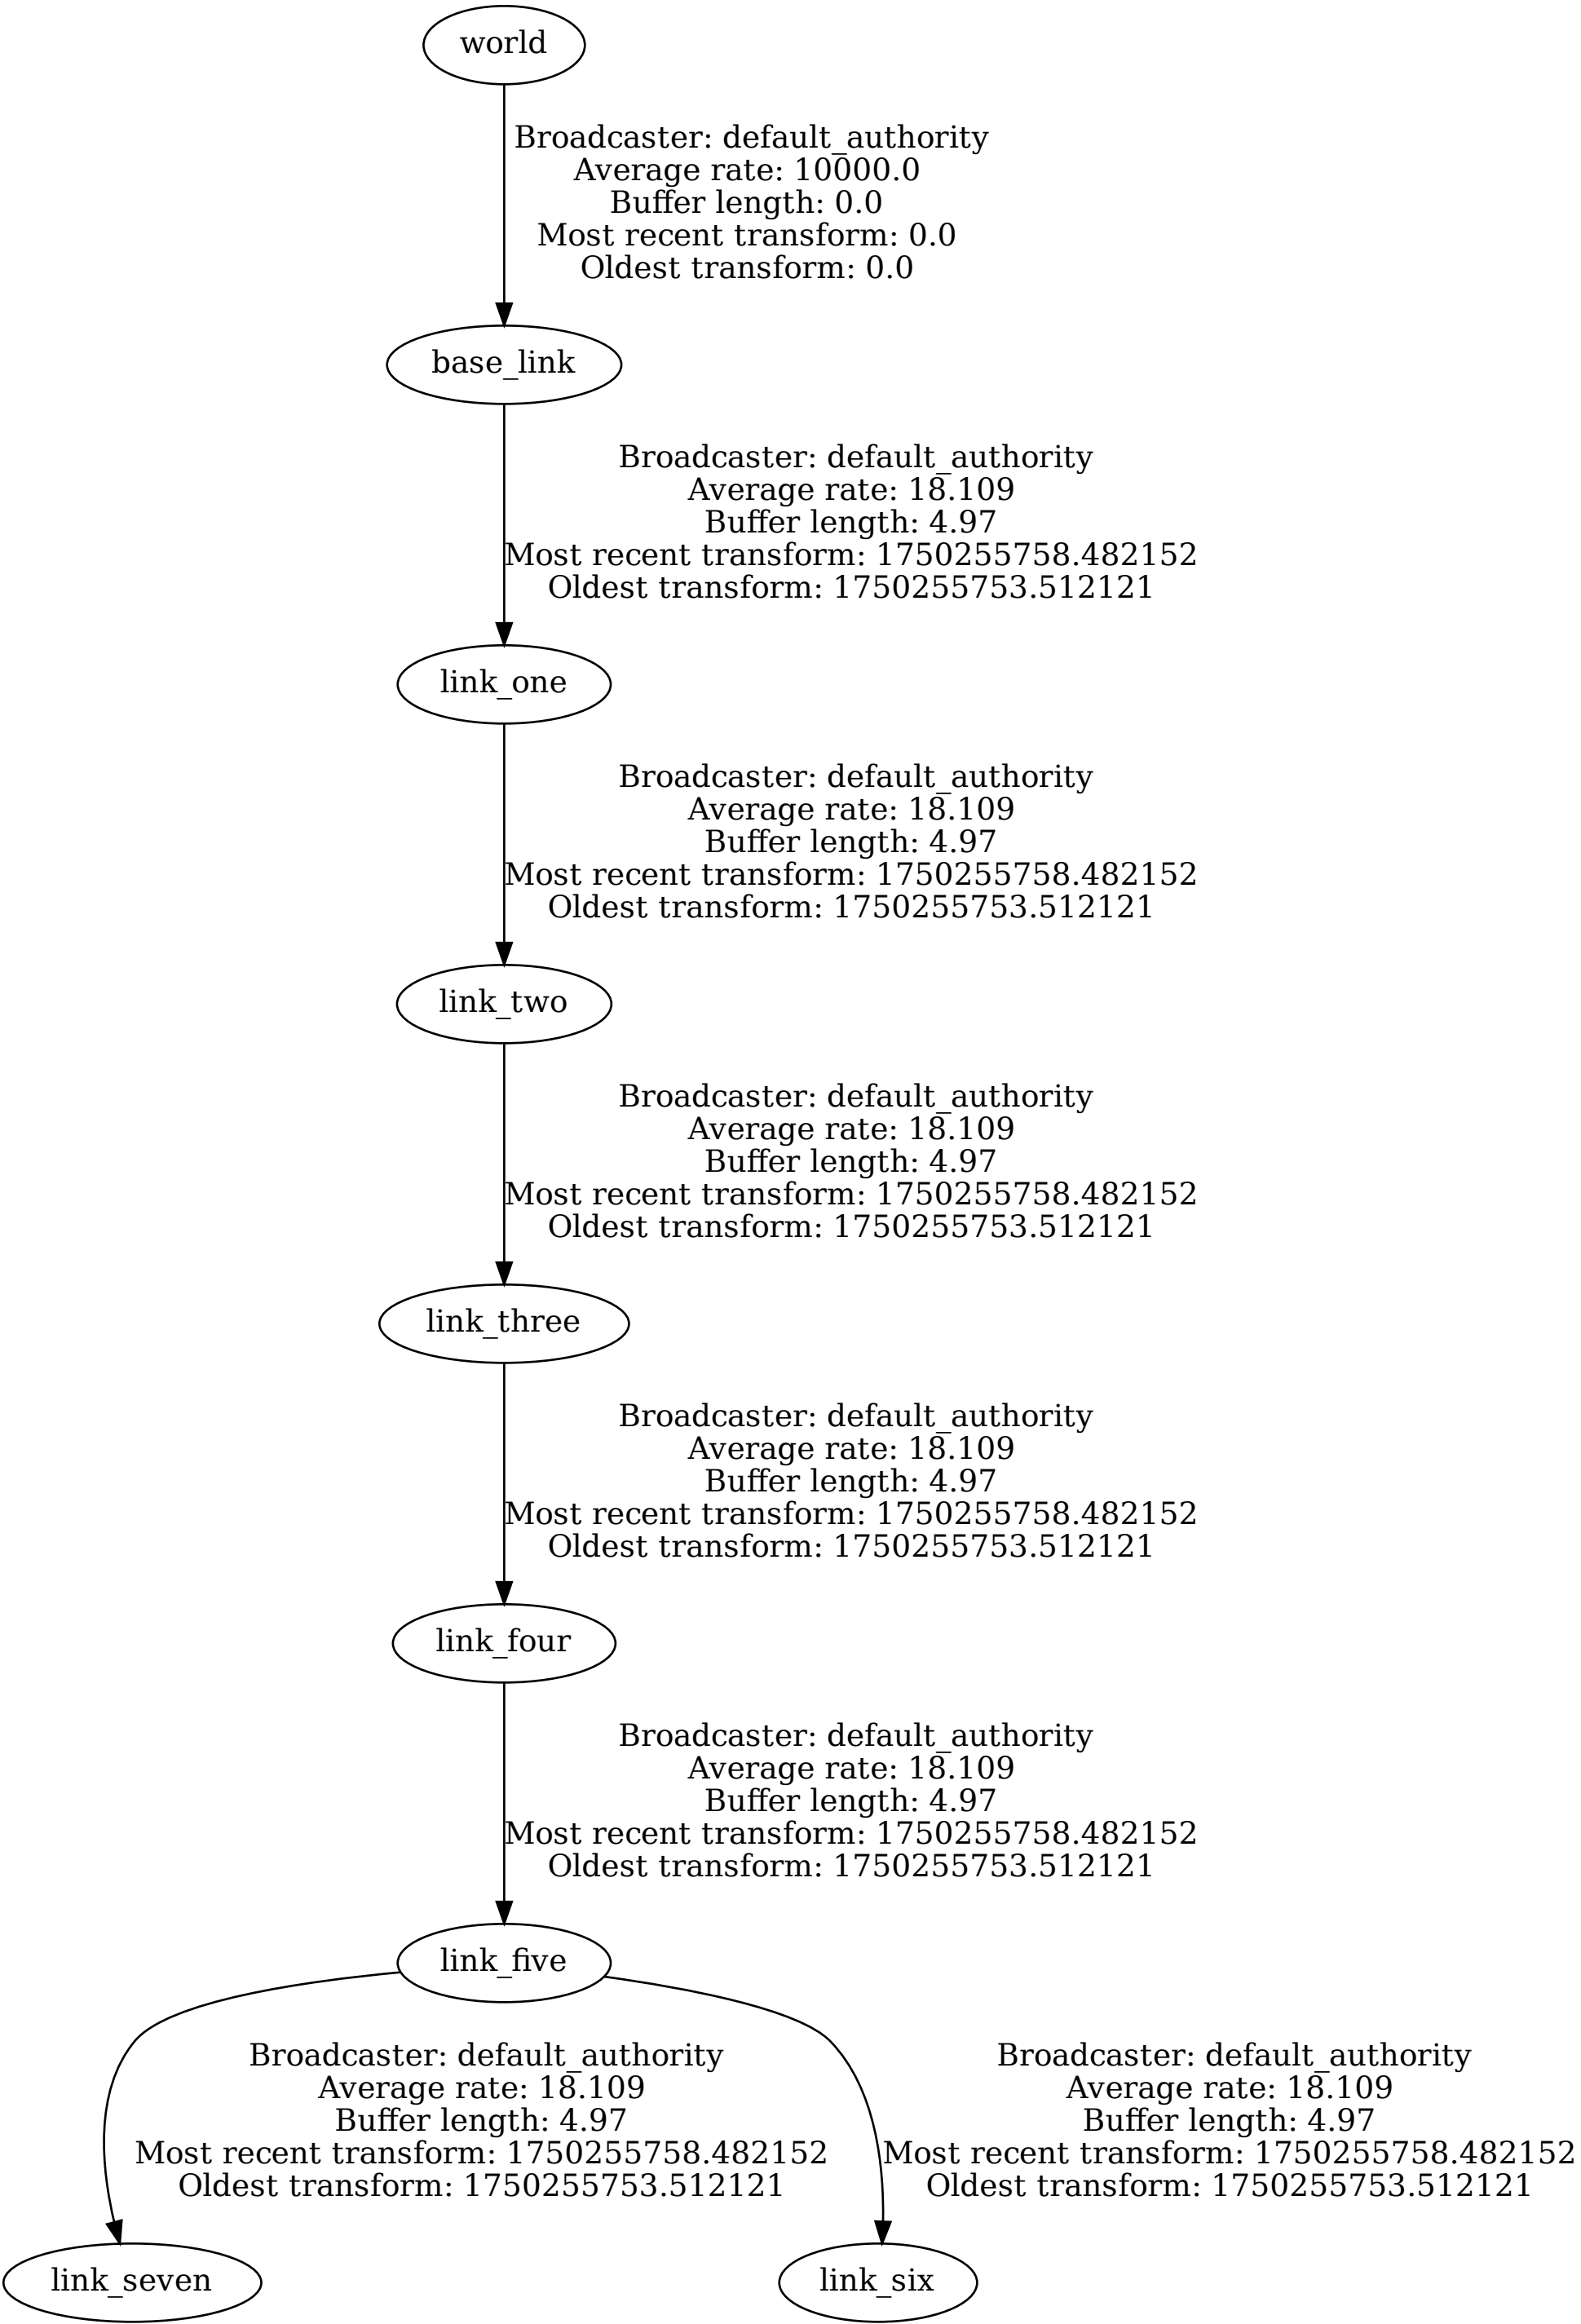 world
Broadcaster: default_authority
Average rate: 10000.0
Buffer length: 0.0
Most recent transform: 0.0
Oldest transform: 0.0
base_link
Broadcaster: default_authority
Average rate: 18.109
Buffer length: 4.97
Most recent transform: 1750255758.482152
Oldest transform: 1750255753.512121
link_one
Broadcaster: default_authority
Average rate: 18.109
Buffer length: 4.97
Most recent transform: 1750255758.482152
Oldest transform: 1750255753.512121
link_two
Broadcaster: default_authority
Average rate: 18.109
Buffer length: 4.97
Most recent transform: 1750255758.482152
Oldest transform: 1750255753.512121
link_three
Broadcaster: default_authority
Average rate: 18.109
Buffer length: 4.97
Most recent transform: 1750255758.482152
Oldest transform: 1750255753.512121
link_four
Broadcaster: default_authority
Average rate: 18.109
Buffer length: 4.97
Most recent transform: 1750255758.482152
Oldest transform: 1750255753.512121
link_five
Broadcaster: default_authority
Average rate: 18.109
Buffer length: 4.97
Most recent transform: 1750255758.482152
Oldest transform: 1750255753.512121
Broadcaster: default_authority
Average rate: 18.109
Buffer length: 4.97
Most recent transform: 1750255758.482152
Oldest transform: 1750255753.512121
link_seven
link_six